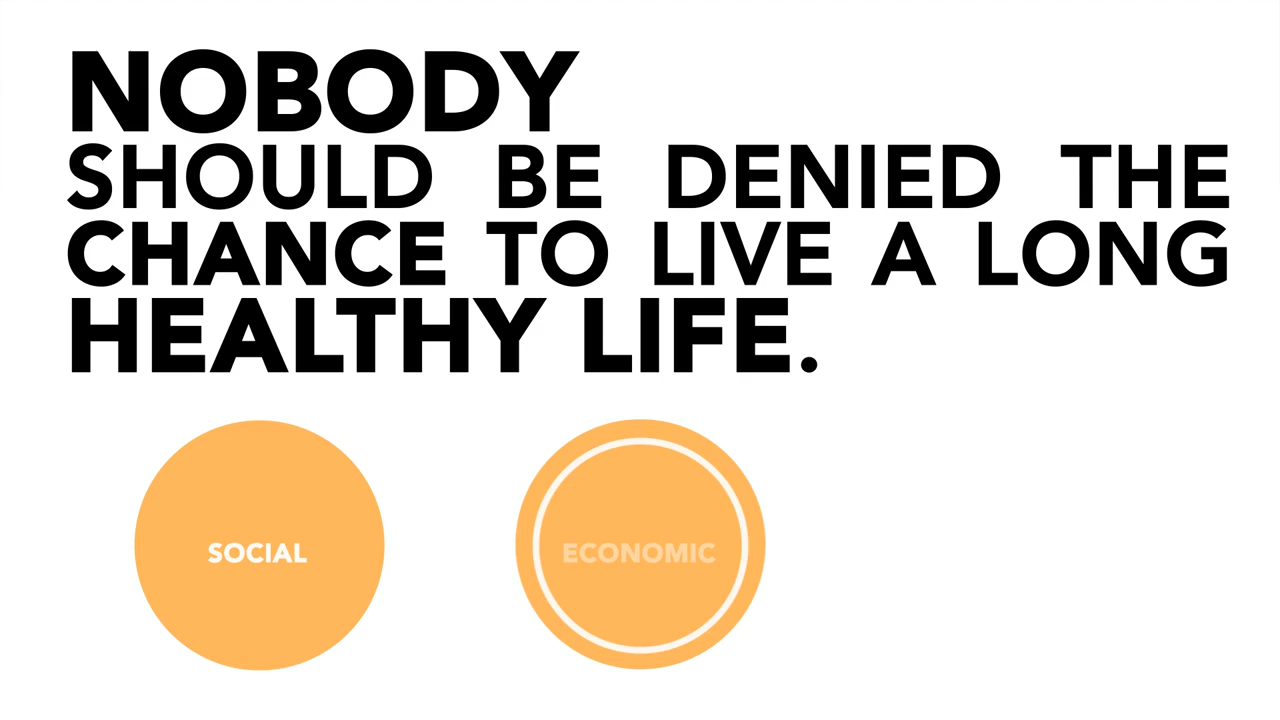 NOBODY
SHOULD BE DENIED THE
CHANCE TO LIVE A LONG
HEALTHY LIFE.
SOCIAL
ECONOMIC